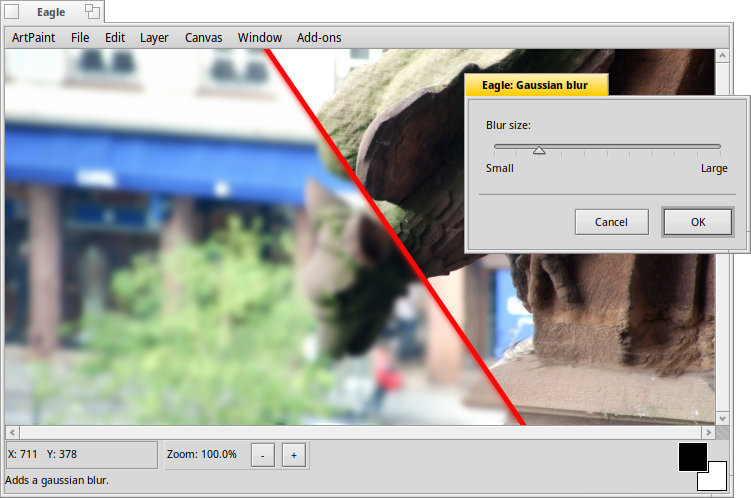 Eagle
ArtPaint File Edit Layer Canvas Window Add-ons
Eagle: Gaussian blur
Blur size:
Small Large
Cancel OK
X: 711 Y: 378 Zoom: 100.0% - +
Adds a gaussian blur.